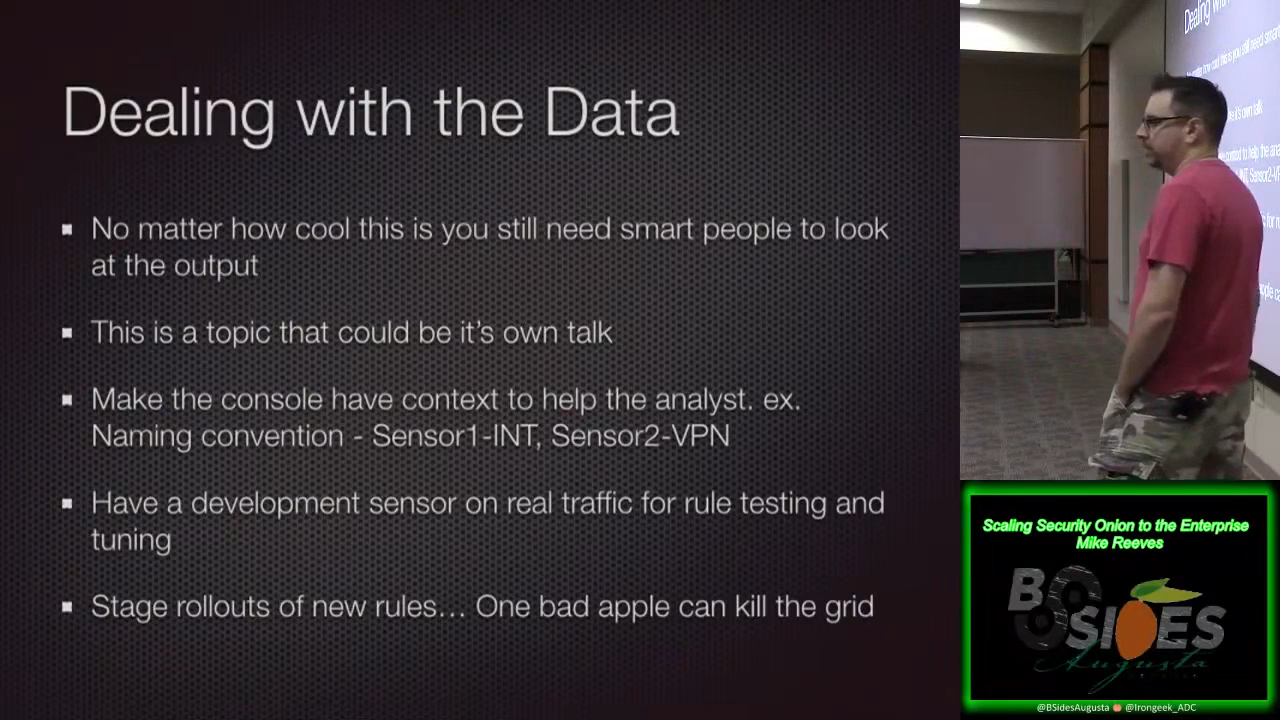 Dealing with the Data
No matter how cool this is you still need smart people to look
at the output
This is a topic that could be it's own talk
Make the console have context to help the analyst. ex.
Naming convention - Sensor1-INT, Sensor2-VPN
Have a development sensor on real traffic for rule testing and
tuning
Stage rollouts of new rules… One bad apple can kill the grid
Dealing with
Scaling Security Onion to the Enterprise
Mike Reeves
BSIDES
Augusta
@BSidesAugusta @Irongeek_ADC